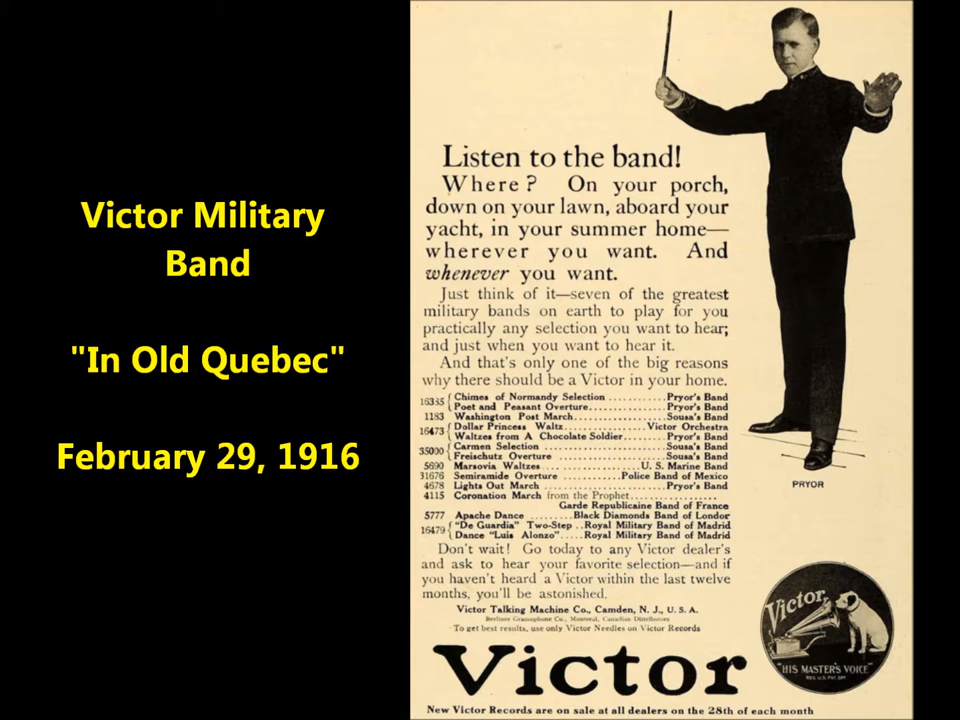 Victor Military
Band
"In Old Quebec"
February 29, 1916
Listen to the band!
Where? On your porch,
down on your lawn, aboard your
yacht, in your summer home—
wherever you want. And
whenever you want.
Just think of it—seven of the greatest
military bands on earth to play for you
practically any selection you want to hear;
and just when you want to hear it.
And that's only one of the big reasons
why there should be a Victor in your home.
16385 { Chimes of Normandy Selection ........... Pryor's Band
Poet and Peasant Overture............... Pryor's Band
1183 Washington Post March.................. Sousa's Band
16473 { Dollar Princess Waltz............... Victor Orchestra
Waltzes from A Chocolate Soldier........ Pryor's Band
35000 { Carmen Selection ....................... Sousa's Band
Freischutz Overture .................... Sousa's Band
5690 Marsovia Waltzes ................ U. S. Marine Band
31676 Semiramide Overture ........... Police Band of Mexico
4678 Lights Out March ....................... Pryor's Band
4115 Coronation March from the Prophet................
Garde Republicaine Band of France
5777 Apache Dance ......... Black Diamonds Band of London
16479 { "De Guardia" Two-Step .. Royal Military Band of Madrid
Dance "Luis Alonzo"..... Royal Military Band of Madrid
Don't wait! Go today to any Victor dealer's
and ask to hear your favorite selection—and if
you haven't heard a Victor within the last twelve
months, you'll be astonished.
Victor Talking Machine Co., Camden, N. J., U. S. A.
Berliner Gramophone Co., Montreal, Canadian Distributors
To get best results, use only Victor Needles on Victor Records
Victor
New Victor Records are on sale at all dealers on the 28th of each month
PRYOR
Victor
"HIS MASTER'S VOICE"
REG. U.S. PAT. OFF.